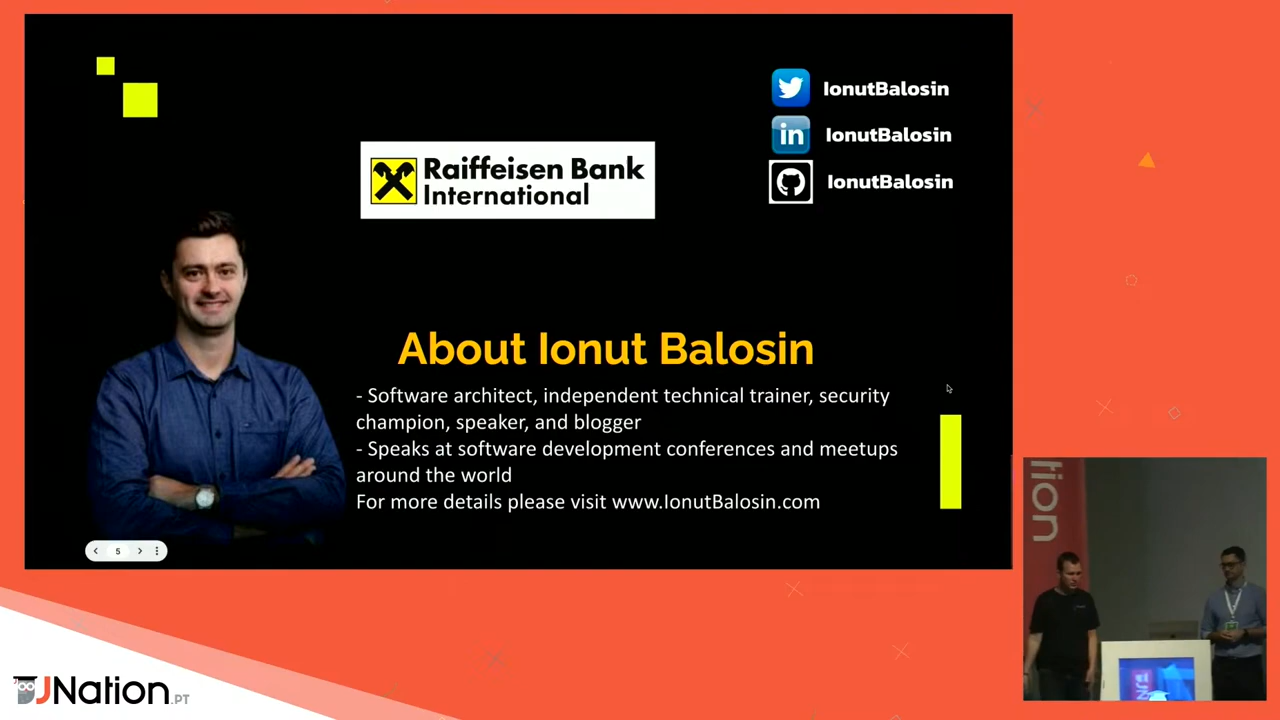 IonutBalosin
in IonutBalosin
IonutBalosin
Raiffeisen Bank
International
About Ionut Balosin
- Software architect, independent technical trainer, security
champion, speaker, and blogger
- Speaks at software development conferences and meetups
around the world
For more details please visit www.IonutBalosin.com
5
tion
JNation.PT